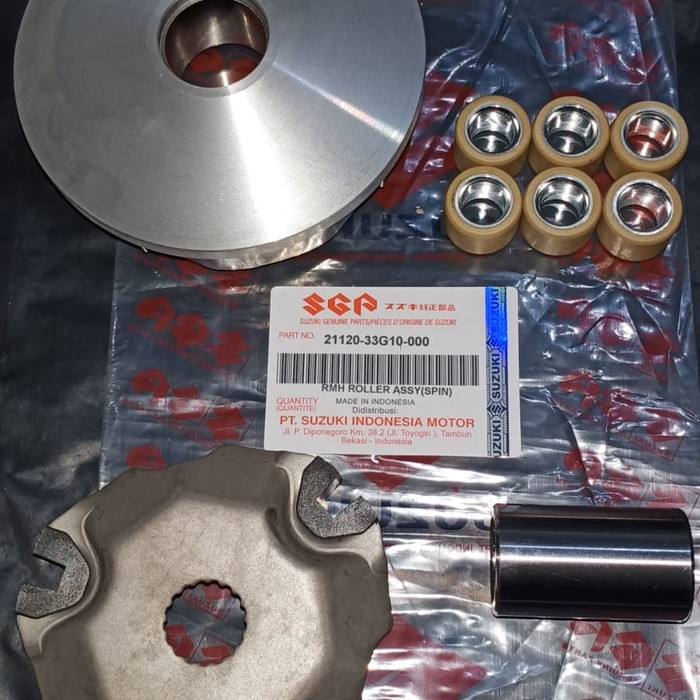 SGP スズキ純正部品
SUZUKI GENUINE PARTS/PIÈCES D'ORIGINE DE SUZUKI
PART NO. 21120-33G10-000
RMH ROLLER ASSY(SPIN)
QUANTITY MADE IN INDONESIA
(QUANTITE) Didistribusi:
PT. SUZUKI INDONESIA MOTOR
Jl. P. Diponegoro Km. 38.2 (Jl. Toyogiri ), Tambun
Bekasi - Indonesia
SUZUKI
UZUKI